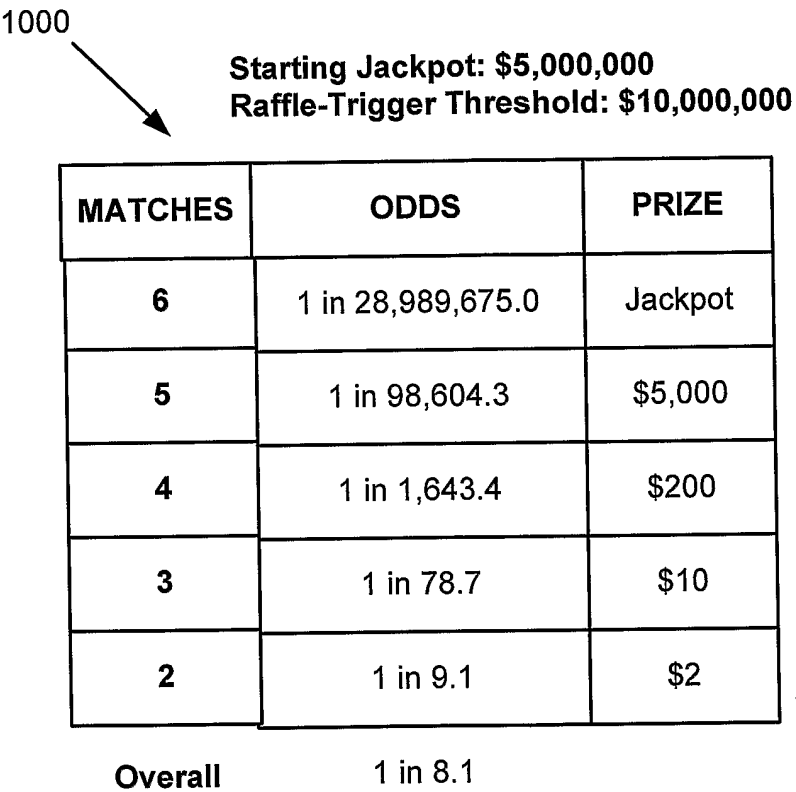 1000
Starting Jackpot: $5,000,000
Raffle-Trigger Threshold: $10,000,000
MATCHES ODDS PRIZE
6 1 in 28,989,675.0 Jackpot
5 1 in 98,604.3 $5,000
4 1 in 1,643.4 $200
3 1 in 78.7 $10
2 1 in 9.1 $2
Overall 1 in 8.1